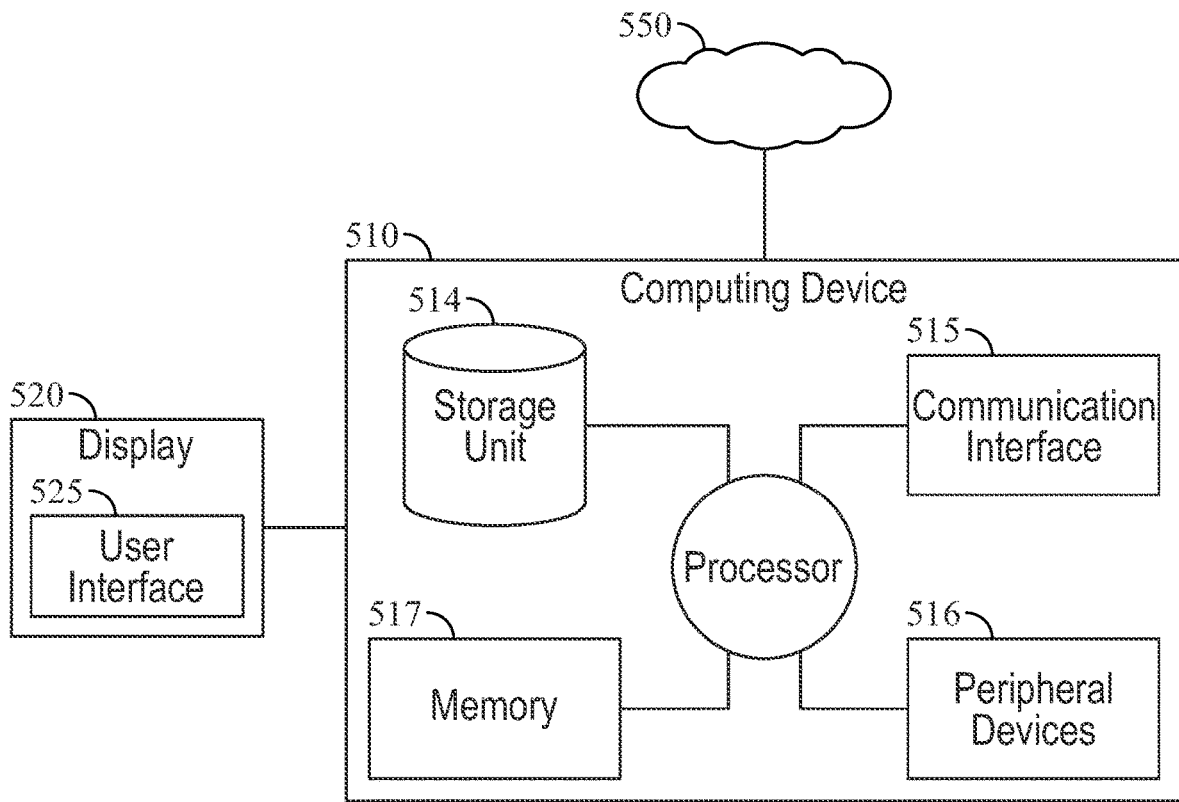 550
510
Computing Device
514
Storage
Unit
515
Communication
Interface
520
Display
525
User
Interface
Processor
517
Memory
516
Peripheral
Devices